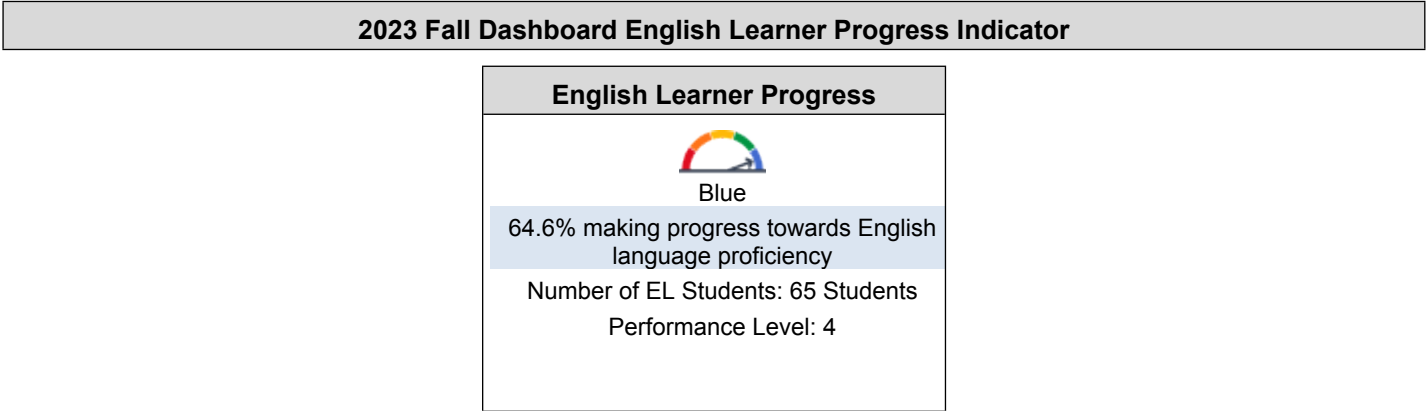 2023 Fall Dashboard English Learner Progress Indicator
English Learner Progress
Blue
64.6% making progress towards English
language proficiency
Number of EL Students: 65 Students
Performance Level: 4